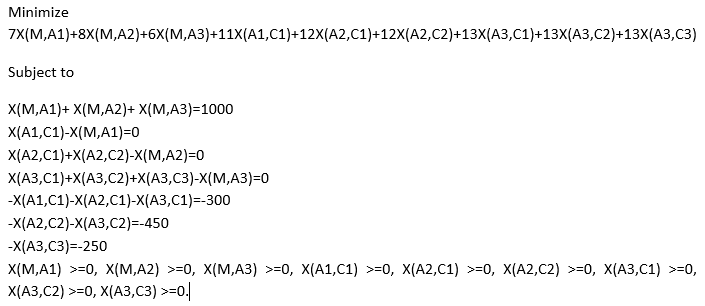 Minimize
7X(M,A1)+8X(M,A2)+6X(M,A3)+11X(A1,C1)+12X(A2,C1)+12X(A2,C2)+13X(A3,C1)+13X(A3,C2)+13X(A3,C3)
Subject to
X(M,A1)+ X(M,A2)+ X(M,A3)=1000
X(A1,C1)-X(M,A1)=0
X(A2,C1)+X(A2,C2)-X(M,A2)=0
X(A3,C1)+X(A3,C2)+X(A3,C3)-X(M,A3)=0
-X(A1,C1)-X(A2,C1)-X(A3,C1)=-300
-X(A2,C2)-X(A3,C2)=-450
-X(A3,C3)=-250
X(M,A1) >=0, X(M,A2) >=0, X(M,A3) >=0, X(A1,C1) >=0, X(A2,C1) >=0, X(A2,C2) >=0, X(A3,C1) >=0,
X(A3,C2) >=0, X(A3,C3) >=0.